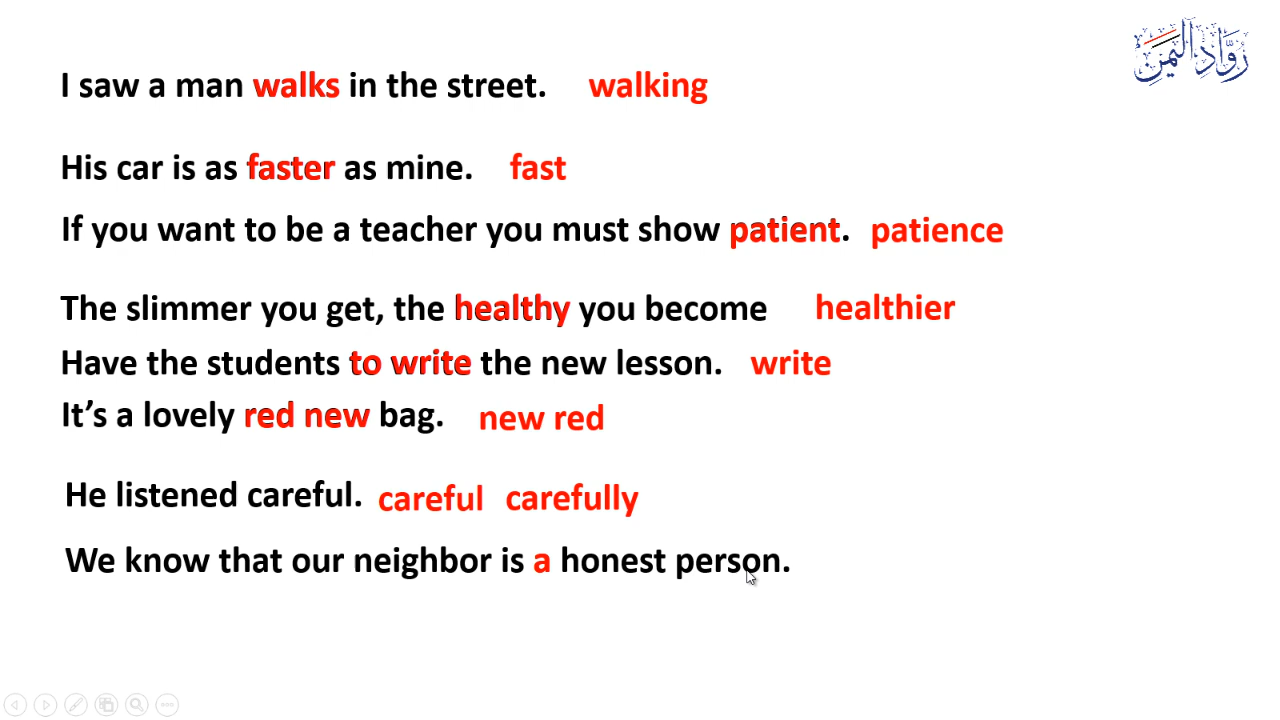 رُوَّاد اليمن
I saw a man walks in the street. walking
His car is as faster as mine. fast
If you want to be a teacher you must show patient. patience
The slimmer you get, the healthy you become healthier
Have the students to write the new lesson. write
It’s a lovely red new bag. new red
He listened careful. careful carefully
We know that our neighbor is a honest person.